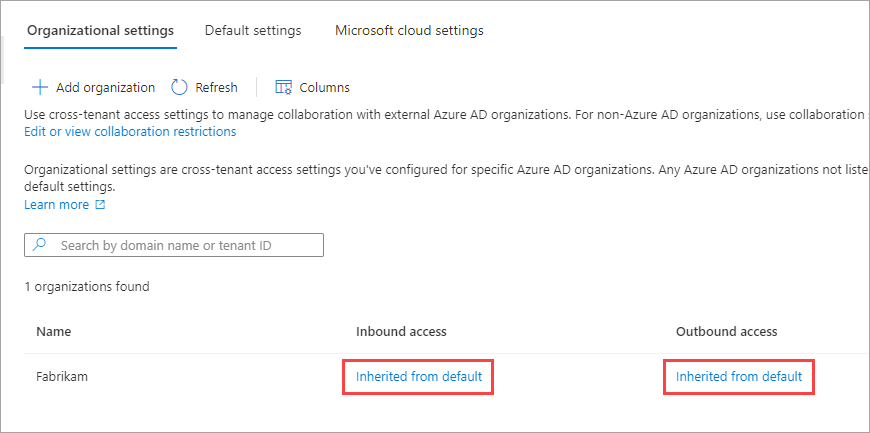 Organizational settings Default settings Microsoft cloud settings
Add organization Refresh Columns
Use cross-tenant access settings to manage collaboration with external Azure AD organizations. For non-Azure AD organizations, use collaboration
Edit or view collaboration restrictions
Organizational settings are cross-tenant access settings you've configured for specific Azure AD organizations. Any Azure AD organizations not liste
default settings.
Learn more
Search by domain name or tenant ID
1 organizations found
Name Inbound access Outbound access
Fabrikam Inherited from default Inherited from default